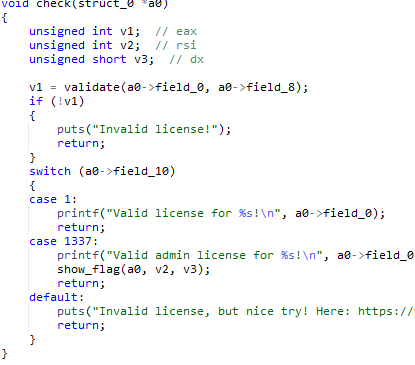 void check(struct_0 *a0)
{
    unsigned int v1;  // eax
    unsigned int v2;  // rsi
    unsigned short v3;  // dx

    v1 = validate(a0->field_0, a0->field_8);
    if (!v1)
    {
        puts("Invalid license!");
        return;
    }
    switch (a0->field_10)
    {
    case 1:
        printf("Valid license for %s!\n", a0->field_0);
        return;
    case 1337:
        printf("Valid admin license for %s!\n", a0->field_0
        show_flag(a0, v2, v3);
        return;
    default:
        puts("Invalid license, but nice try! Here: https://
        return;
    }
}